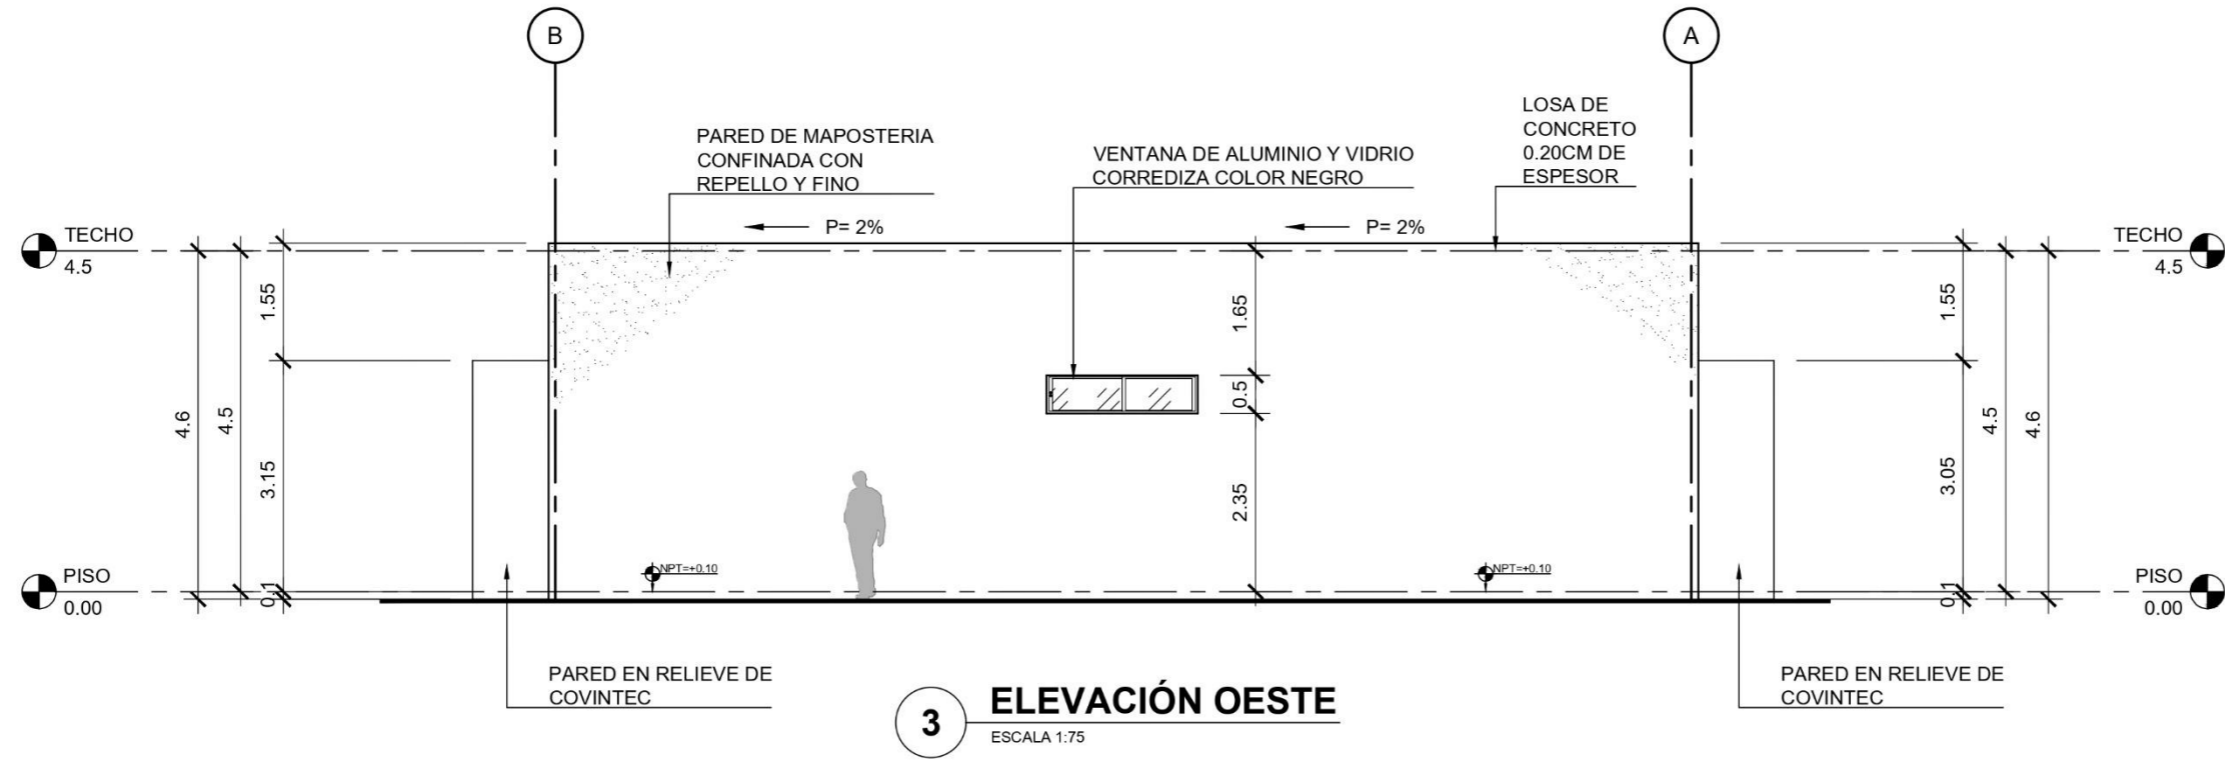 B
A
PARED DE MAPOSTERIA
CONFINADA CON
REPELLO Y FINO
VENTANA DE ALUMINIO Y VIDRIO
CORREDIZA COLOR NEGRO
LOSA DE
CONCRETO
0.20CM DE
ESPESOR
P= 2%
P= 2%
TECHO
4.5
TECHO
4.5
4.6
4.5
1.55
3.15
0.1
1.65
0.5
2.35
1.55
3.05
0.1
4.5
4.6
NPT=+0.10
NPT=+0.10
PISO
0.00
PISO
0.00
PARED EN RELIEVE DE
COVINTEC
PARED EN RELIEVE DE
COVINTEC
3
ELEVACIÓN OESTE
ESCALA 1:75